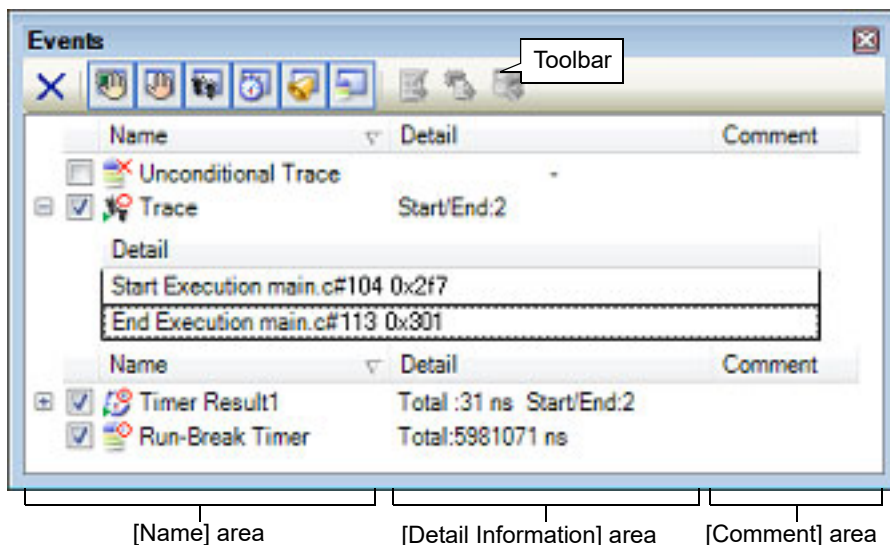 Events
Toolbar
Name Detail Comment
Unconditional Trace -
Trace Start/End:2
Detail
Start Execution main.c#104 0x2f7
End Execution main.c#113 0x301
Name Detail Comment
Timer Result1 Total :31 ns Start/End:2
Run-Break Timer Total:5981071 ns
[Name] area [Detail Information] area [Comment] area